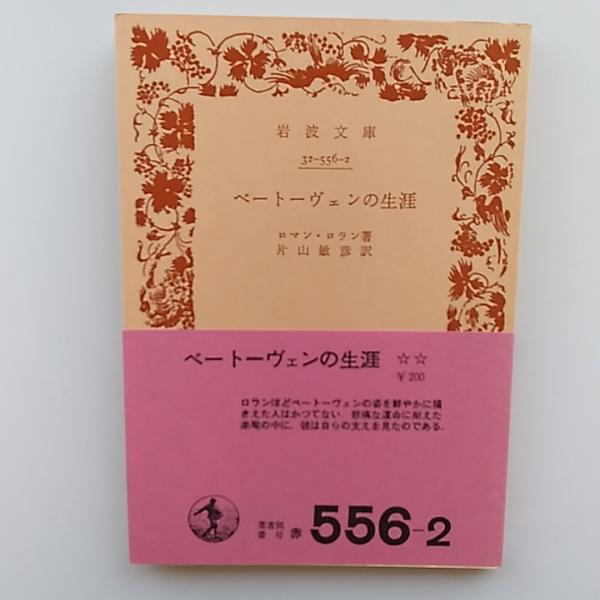 岩波文庫
32-556-2
ベートーヴェンの生涯
ロマン・ロラン著
片山敏彦訳
ベートーヴェンの生涯 ☆☆
￥200
ロランほどベートーヴェンの姿を鮮やかに描
きえた人はかつてない．悲痛な運命に耐えた
楽聖の中に，彼は自らの支えを見たのである．
著者別
番号 赤 556-2